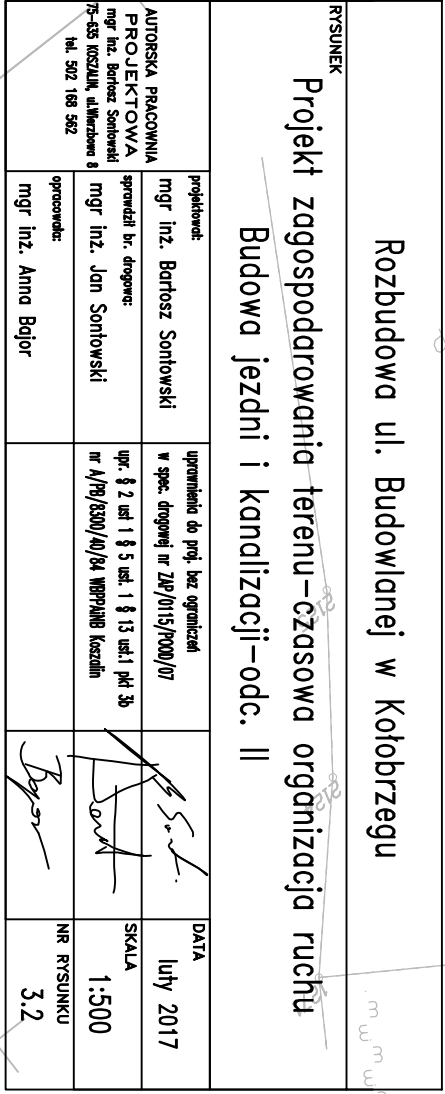 Rozbudowa ul. Budowlanej w Kołobrzegu
RYSUNEK
Projekt zagospodarowania terenu-czasowa organizacja ruchu
Budowa jezdni i kanalizacji-odc. II
AUTORSKA PRACOWNIA
PROJEKTOWA
mgr inż. Bartosz Sontowski
75-635 KOSZALIN, ul.Wierzbowa 8
tel. 502 168 562
projektował:
mgr inż. Bartosz Sontowski
uprawnienia do proj. bez ograniczeń
w spec. drogowej nr ZAP/0115/POOD/07
sprawdził br. drogowa:
mgr inż. Jan Sontowski
upr. § 2 ust 1 § 5 ust. 1 § 13 ust.1 pkt 3b
nr A/PB/8300/40/84 WBPPAiNB Koszalin
opracowała:
mgr inż. Anna Bajor
Bajor
DATA
luty 2017
SKALA
1:500
NR RYSUNKU
3.2